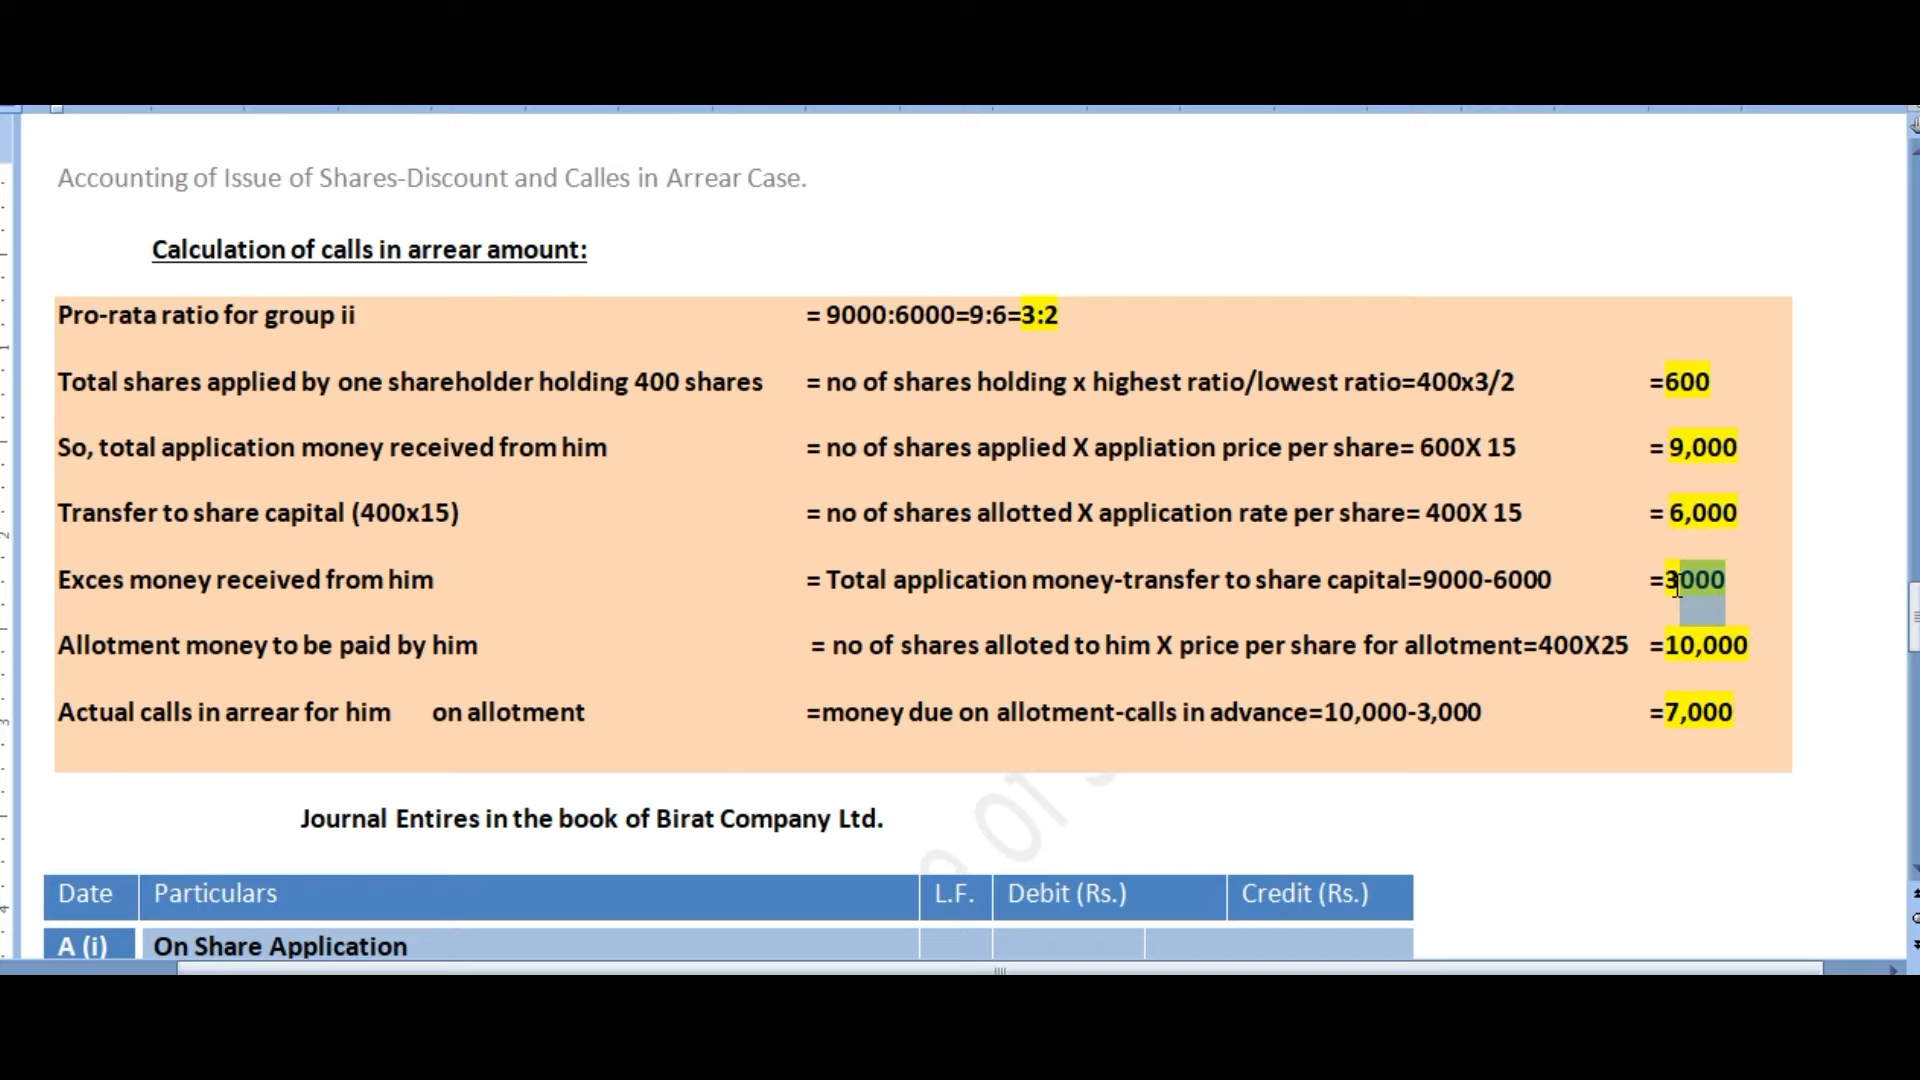 Accounting of Issue of Shares-Discount and Calles in Arrear Case.
Calculation of calls in arrear amount:
Pro-rata ratio for group ii = 9000:6000=9:6=3:2
Total shares applied by one shareholder holding 400 shares = no of shares holding x highest ratio/lowest ratio=400x3/2 =600
So, total application money received from him = no of shares applied X appliation price per share= 600X 15 = 9,000
Transfer to share capital (400x15) = no of shares allotted X application rate per share= 400X 15 = 6,000
Exces money received from him = Total application money-transfer to share capital=9000-6000 =3000
Allotment money to be paid by him = no of shares alloted to him X price per share for allotment=400X25 =10,000
Actual calls in arrear for him on allotment =money due on allotment-calls in advance=10,000-3,000 =7,000
Journal Entires in the book of Birat Company Ltd.
Date Particulars L.F. Debit (Rs.) Credit (Rs.)
A (i) On Share Application